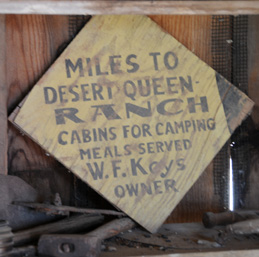 MILES TO
DESERT QUEEN
RANCH
CABINS FOR CAMPING
MEALS SERVED
W.F. Keys
OWNER